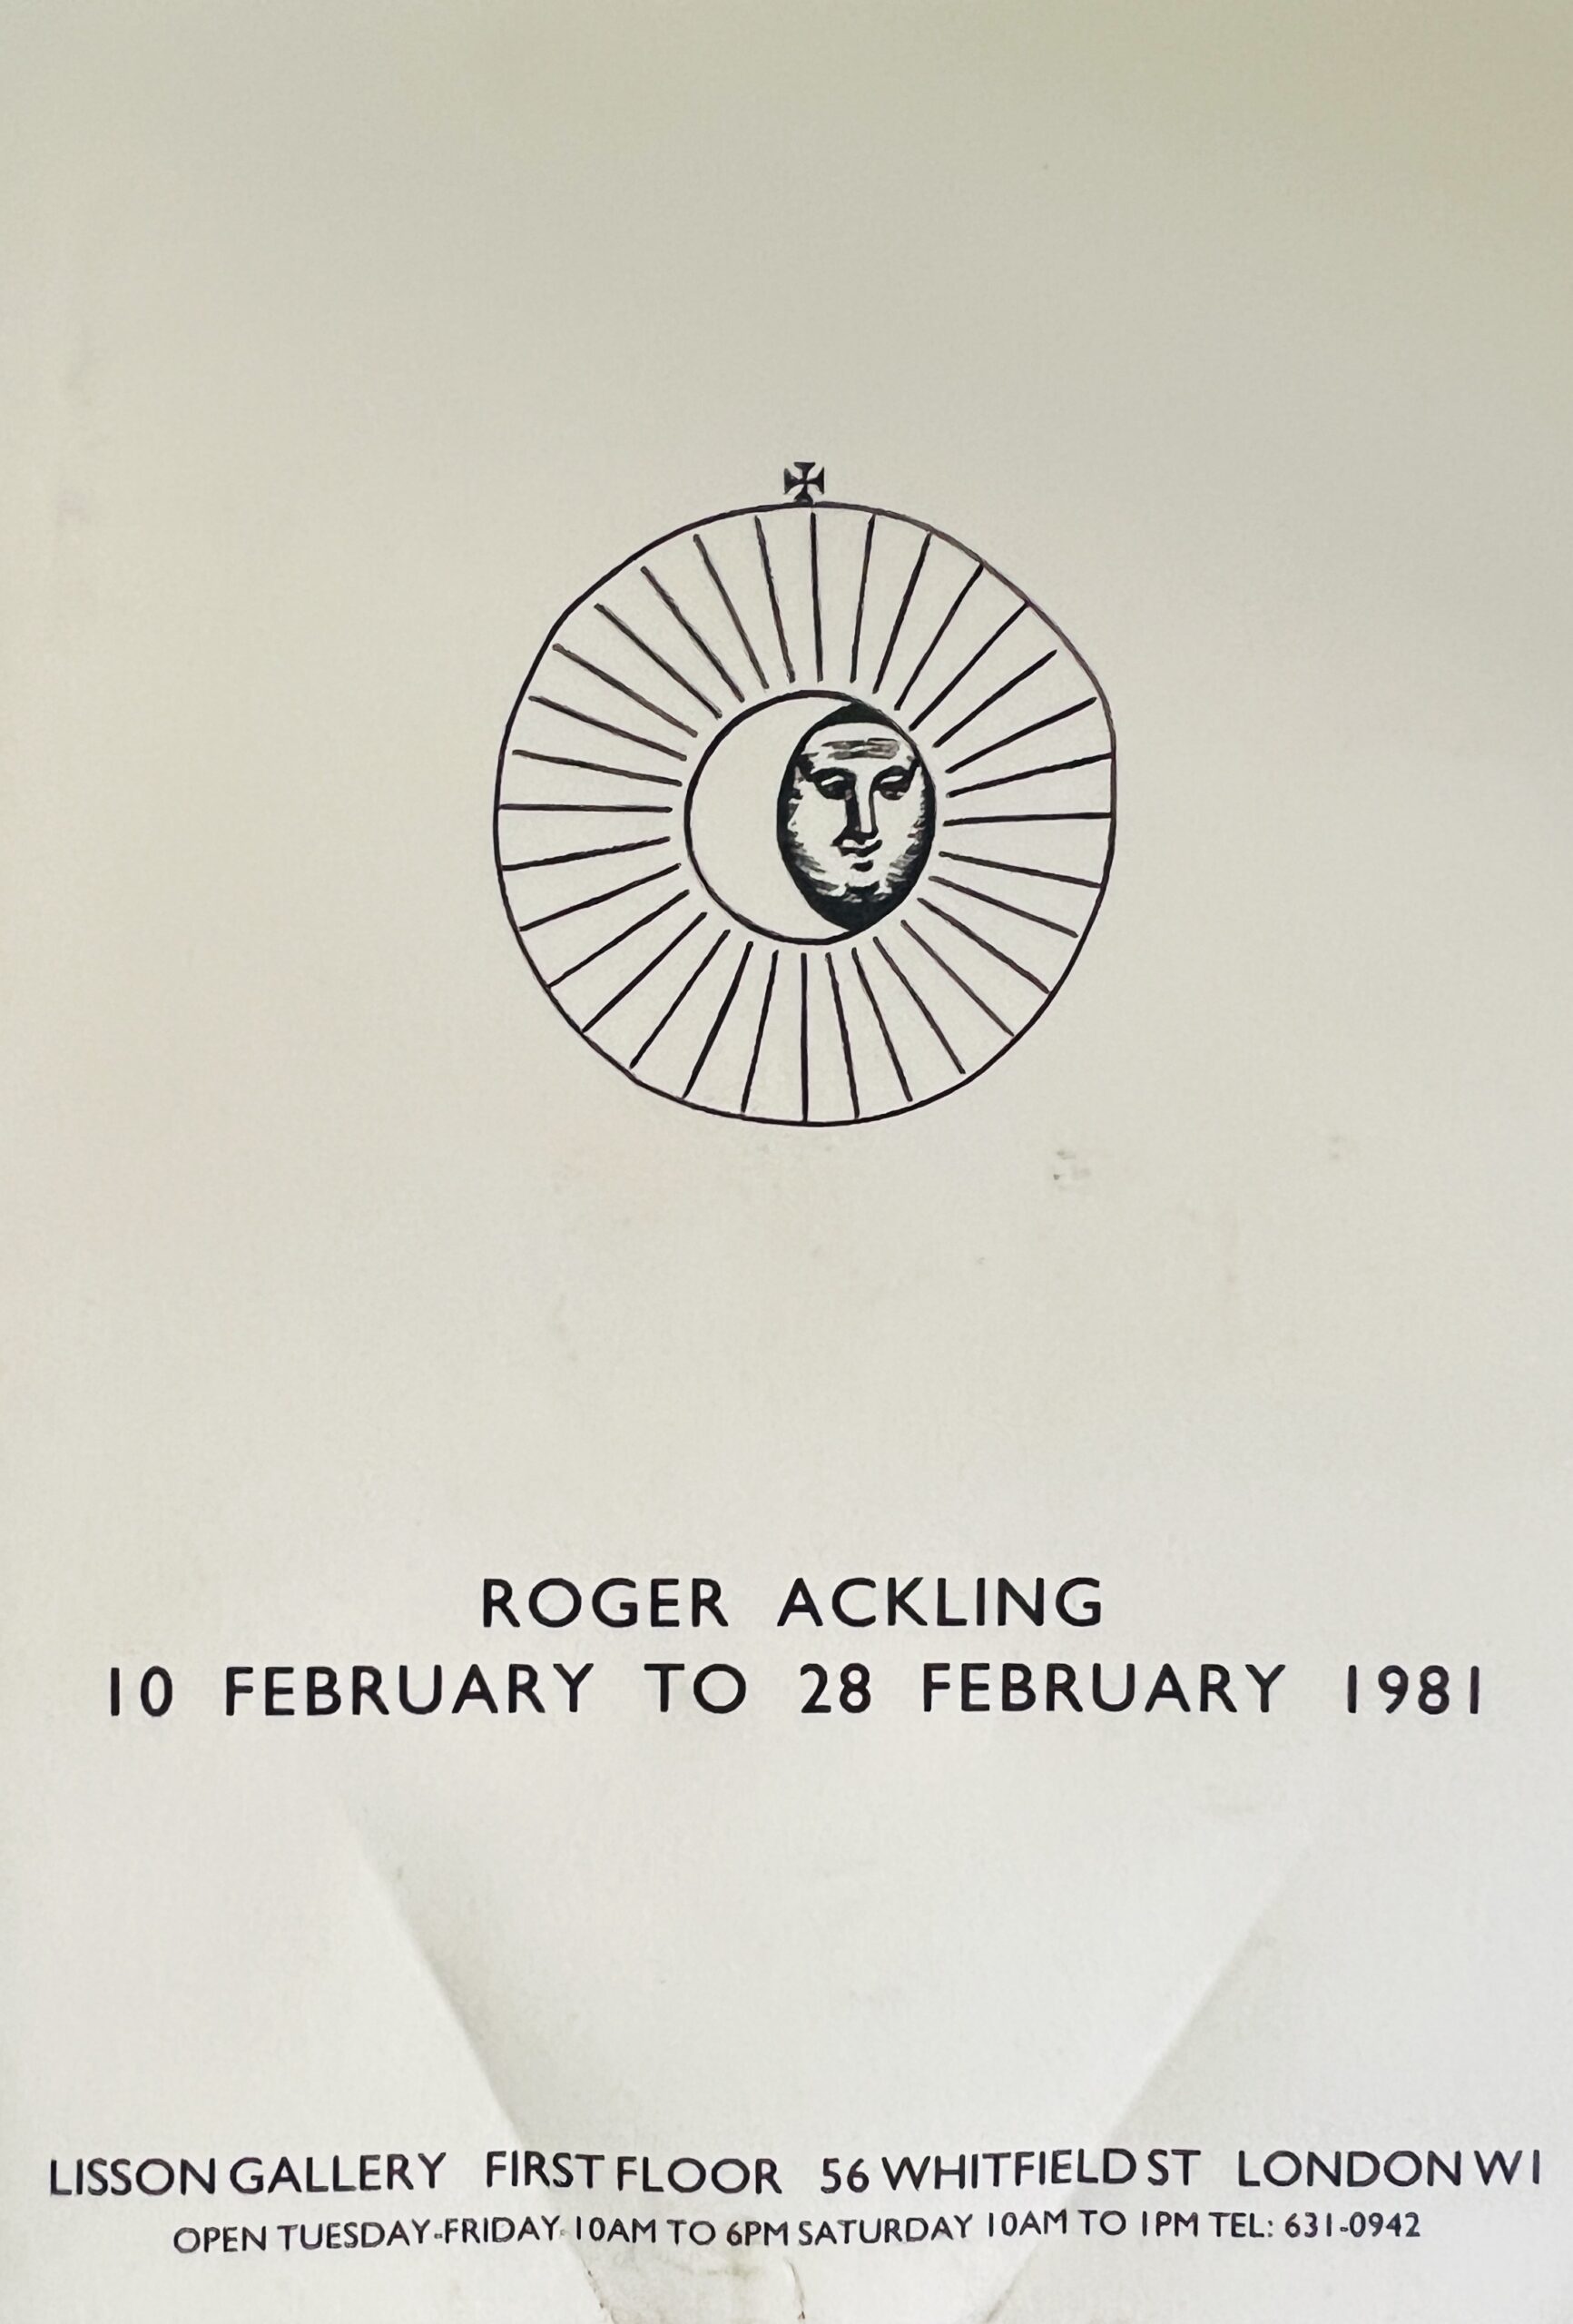 ROGER ACKLING
10 FEBRUARY TO 28 FEBRUARY 1981
LISSON GALLERY FIRST FLOOR 56 WHITFIELD ST LONDON W1
OPEN TUESDAY-FRIDAY 10AM TO 6PM SATURDAY 10AM TO 1PM TEL: 631-0942